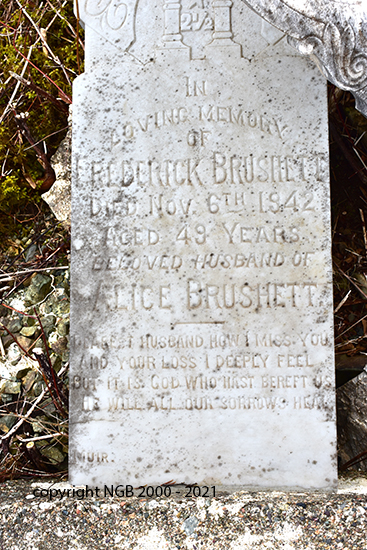 IN
LOVING MEMORY
OF
FREDERICK BRUSHETT
DIED NOV. 6TH 1942
AGED 49 YEARS
BELOVED HUSBAND OF
ALICE BRUSHETT.
DEAREST HUSBAND, HOW I MISS YOU
AND YOUR LOSS I DEEPLY FEEL
BUT IT IS GOD WHO HAST BEREFT US
HE WILL ALL OUR SORROWS HEAL
MUIR.
copyright NGB 2000 - 2021